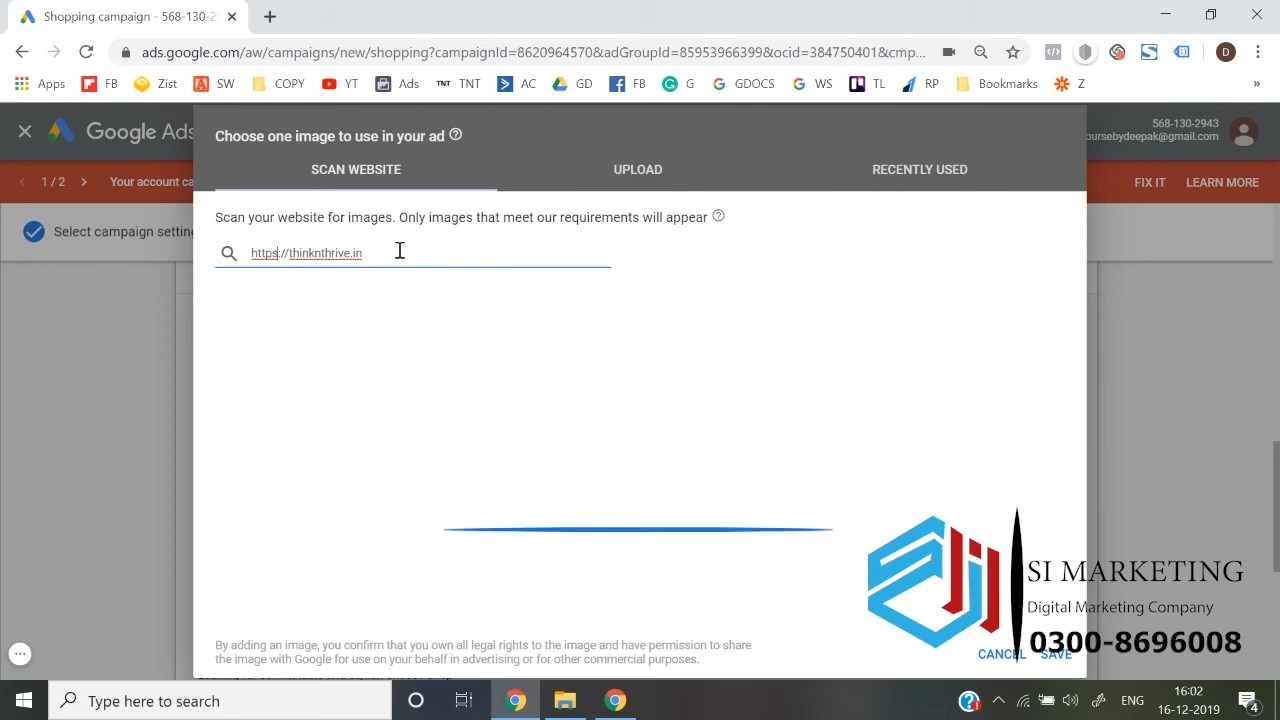 Shopping campaign - 568-130-2
ads.google.com/aw/campaigns/new/shopping?campaignId=8620964570&adGroupId=85953966399&ocid=384750401&cmp...
Apps FB Zist SW COPY YT Ads TNT TNT AC GD FB G GDOCS WS TL RP Bookmarks Z »
Google Ads
568-130-2943
oursebydeepak@gmail.com
1 / 2 Your account ca FIX IT LEARN MORE
Select campaign settin
Choose one image to use in your ad
SCAN WEBSITE UPLOAD RECENTLY USED
Scan your website for images. Only images that meet our requirements will appear
https://thinknthrive.in
SI MARKETING
Digital Marketing Company
0300-8696008
By adding an image, you confirm that you own all legal rights to the image and have permission to share
the image with Google for use on your behalf in advertising or for other commercial purposes.
CANCEL SAVE
Type here to search
ENG
16:02
16-12-2019
4